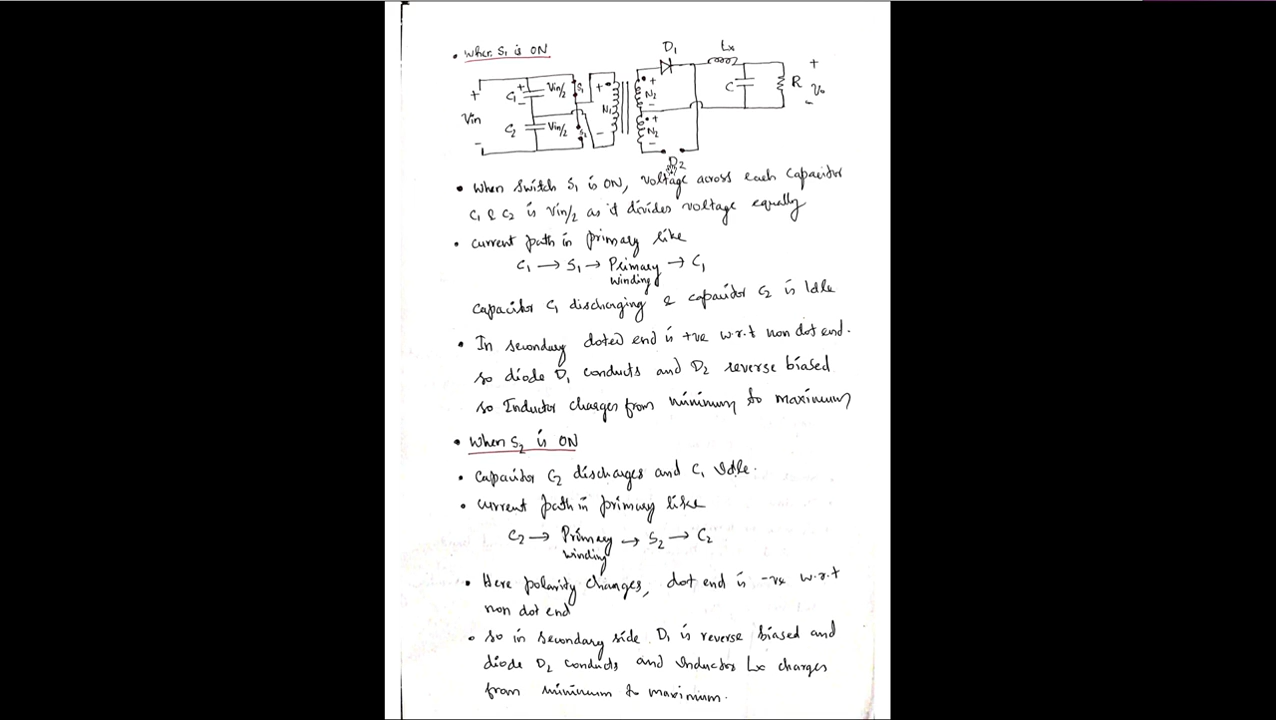 • when S1 is ON
D1
Lx
+
Vin
-
C1
+
-
Vin/2
S1
C2
Vin/2
S2
+
N1
-
+
N2
-
+
N2
-
D2
C
R
+
Vo
-
• When switch S1 is ON, voltage across each capacitor
C1 & C2 is Vin/2 as it divides voltage equally
• current path in primary like
C1 → S1 → Primary → C1
winding
capacitor C1 discharging & capacitor C2 is Idle
• In secondary doted end is +ve w.r.t non dot end.
so diode D1 conducts and D2 reverse biased
so Inductor charges from minimum to maximum
• When S2 is ON
• capacitor C2 discharges and C1 Idle.
• current path in primary like
C2 → Primary → S2 → C2
winding
• Here polarity changes, dot end is -ve w.r.t
non dot end
• so in secondary side D1 is reverse biased and
diode D2 conducts and Inductor Lx charges
from minimum to maximum.